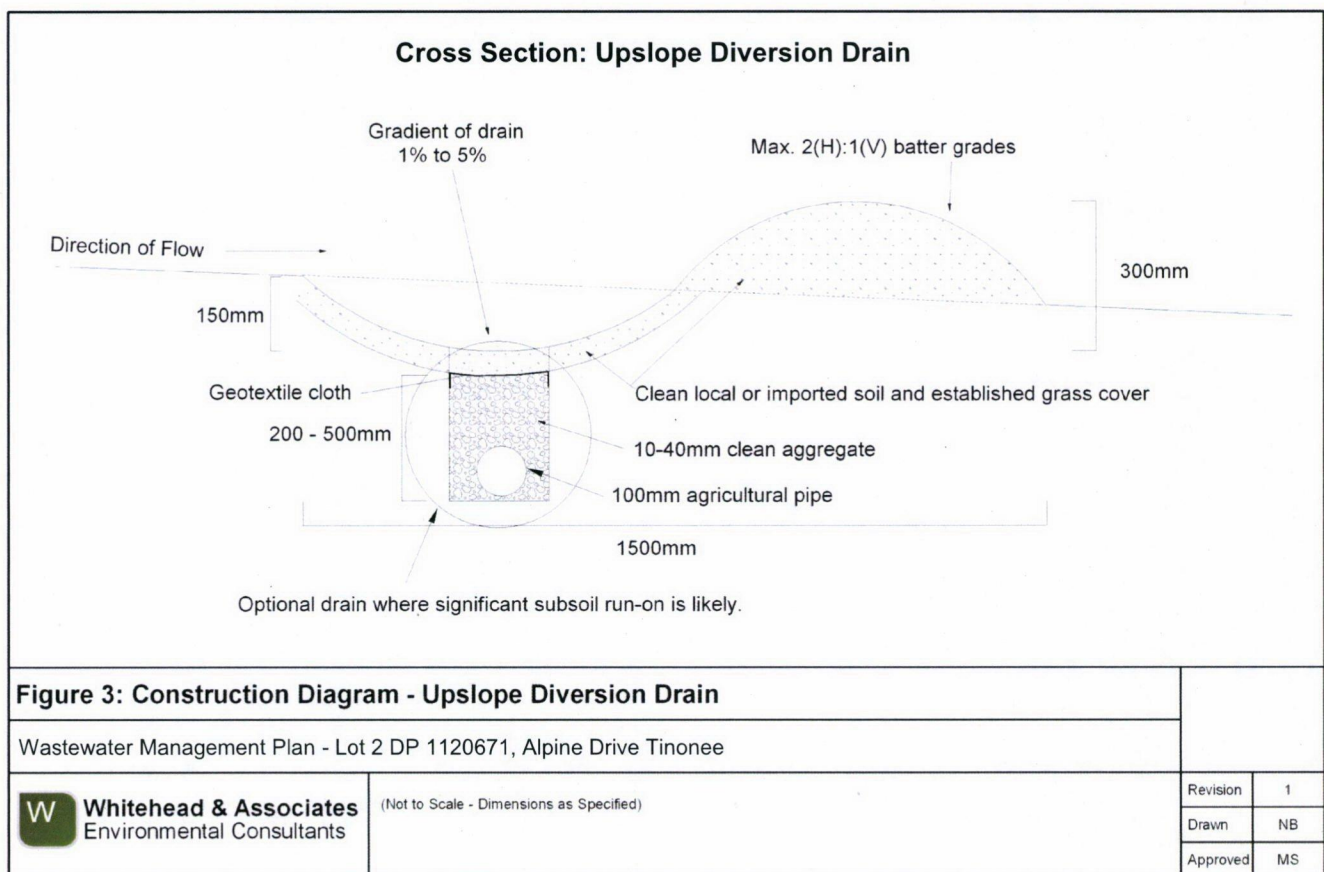 Cross Section: Upslope Diversion Drain
Gradient of drain
1% to 5%
Max. 2(H):1(V) batter grades
Direction of Flow
300mm
150mm
Geotextile cloth
Clean local or imported soil and established grass cover
200 - 500mm
10-40mm clean aggregate
100mm agricultural pipe
1500mm
Optional drain where significant subsoil run-on is likely.
Figure 3: Construction Diagram - Upslope Diversion Drain
Wastewater Management Plan - Lot 2 DP 1120671, Alpine Drive Tinonee
W
Whitehead & Associates
Environmental Consultants
(Not to Scale - Dimensions as Specified)
Revision 1
Drawn NB
Approved MS